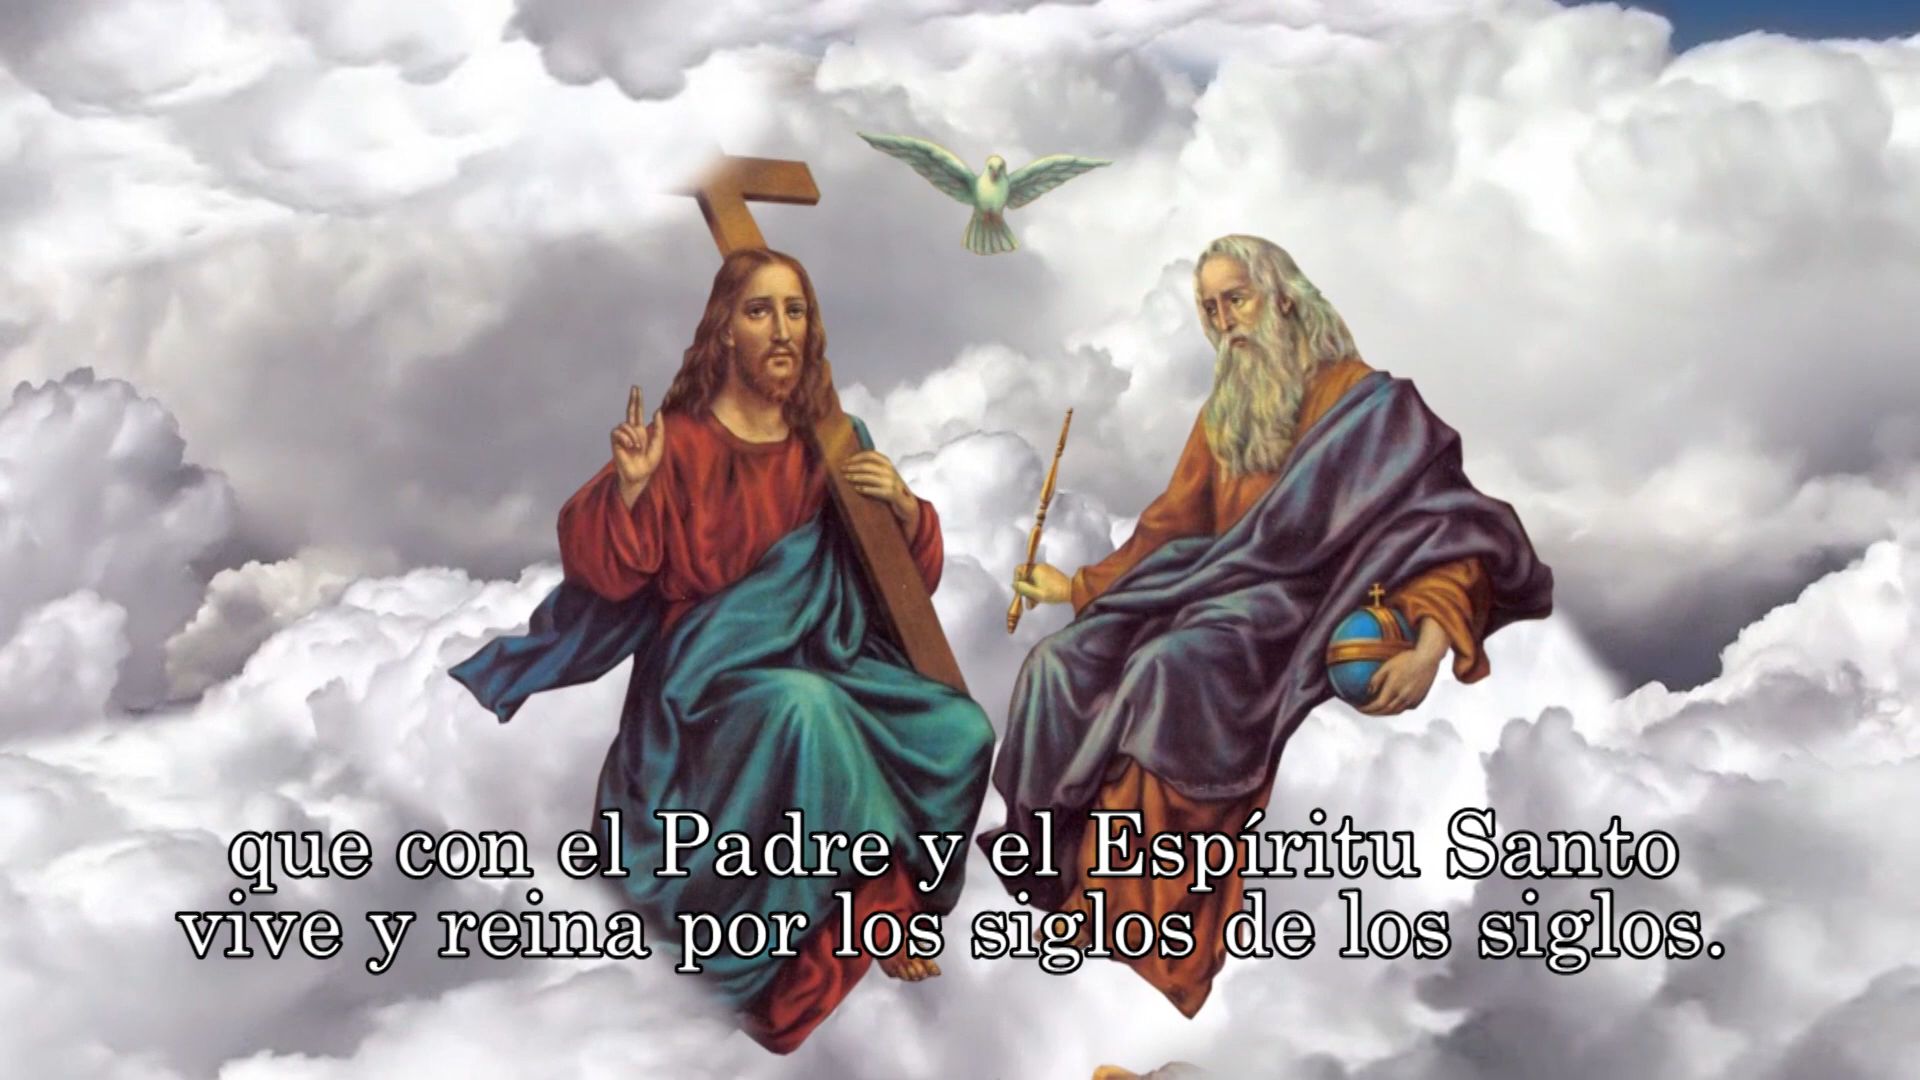 que con el Padre y el Espíritu Santo
vive y reina por los siglos de los siglos.